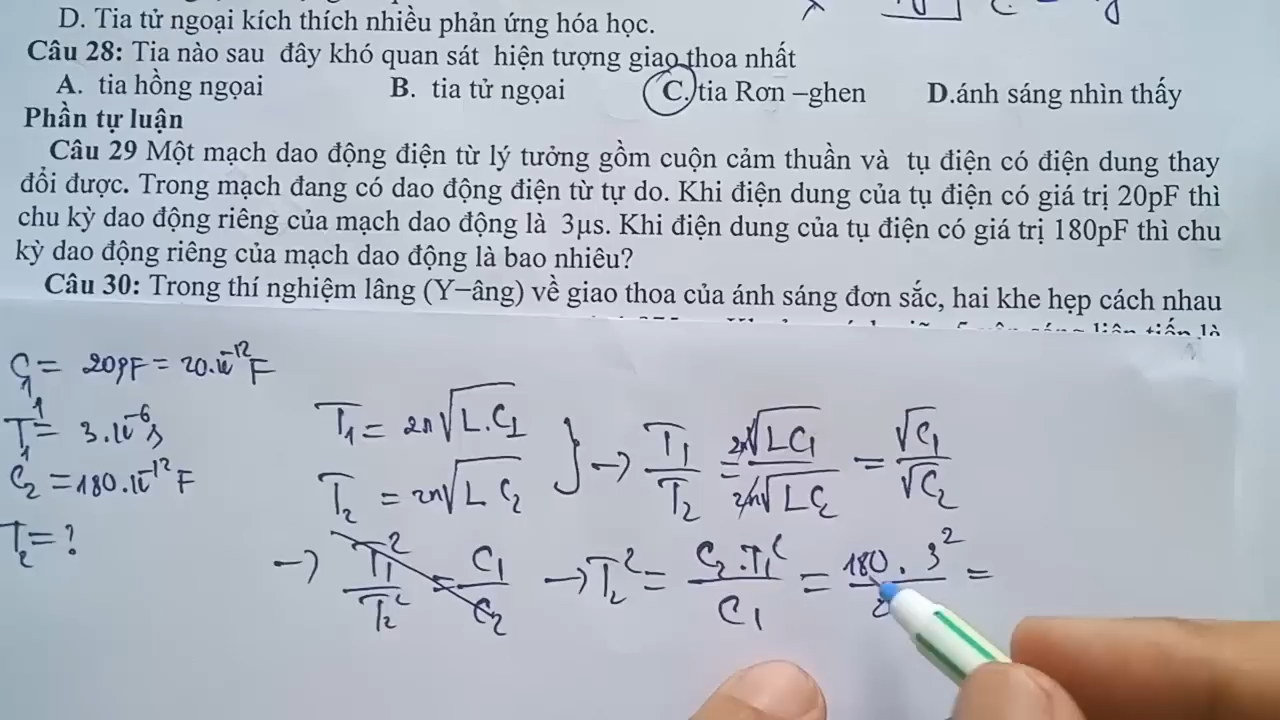 D. Tia tử ngoại kích thích nhiều phản ứng hóa học.
Câu 28: Tia nào sau đây khó quan sát hiện tượng giao thoa nhất
A. tia hồng ngọai B. tia tử ngọai C. tia Rơn –ghen D.ánh sáng nhìn thấy
Phần tự luận
Câu 29 Một mạch dao động điện từ lý tưởng gồm cuộn cảm thuần và tụ điện có điện dung thay
đổi được. Trong mạch đang có dao động điện từ tự do. Khi điện dung của tụ điện có giá trị 20pF thì
chu kỳ dao động riêng của mạch dao động là 3µs. Khi điện dung của tụ điện có giá trị 180pF thì chu
kỳ dao động riêng của mạch dao động là bao nhiêu?
Câu 30: Trong thí nghiệm lâng (Y–âng) về giao thoa của ánh sáng đơn sắc, hai khe hẹp cách nhau
liên tiếp là
C₁ = 20pF = 20.10⁻¹² F
T₁ = 3.10⁻⁶ s
C₂ = 180.10⁻¹² F
T₂ = ?
T₁ = 2π√L.C₁
T₂ = 2π√L C₂
} → T₁/T₂ = 2π√LC₁/2π√LC₂ = √C₁/√C₂
→ T₁²/T₂² = C₁/C₂ → T₂² = C₂.T₁²/C₁ = 180.3²/2 =